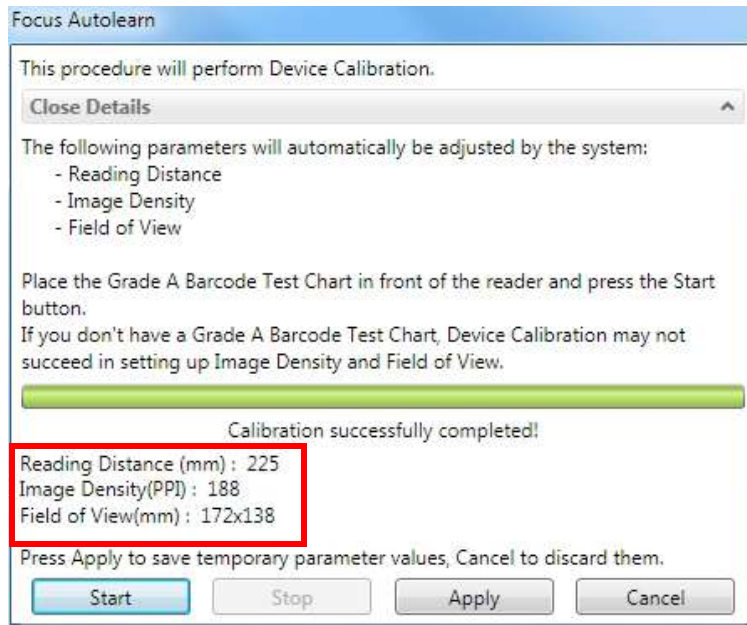 Focus Autolearn
This procedure will perform Device Calibration.
Close Details
The following parameters will automatically be adjusted by the system:
- Reading Distance
- Image Density
- Field of View
Place the Grade A Barcode Test Chart in front of the reader and press the Start
button.
If you don't have a Grade A Barcode Test Chart, Device Calibration may not
succeed in setting up Image Density and Field of View.
Calibration successfully completed!
Reading Distance (mm) : 225
Image Density(PPI) : 188
Field of View(mm) : 172x138
Press Apply to save temporary parameter values, Cancel to discard them.
Start Stop Apply Cancel